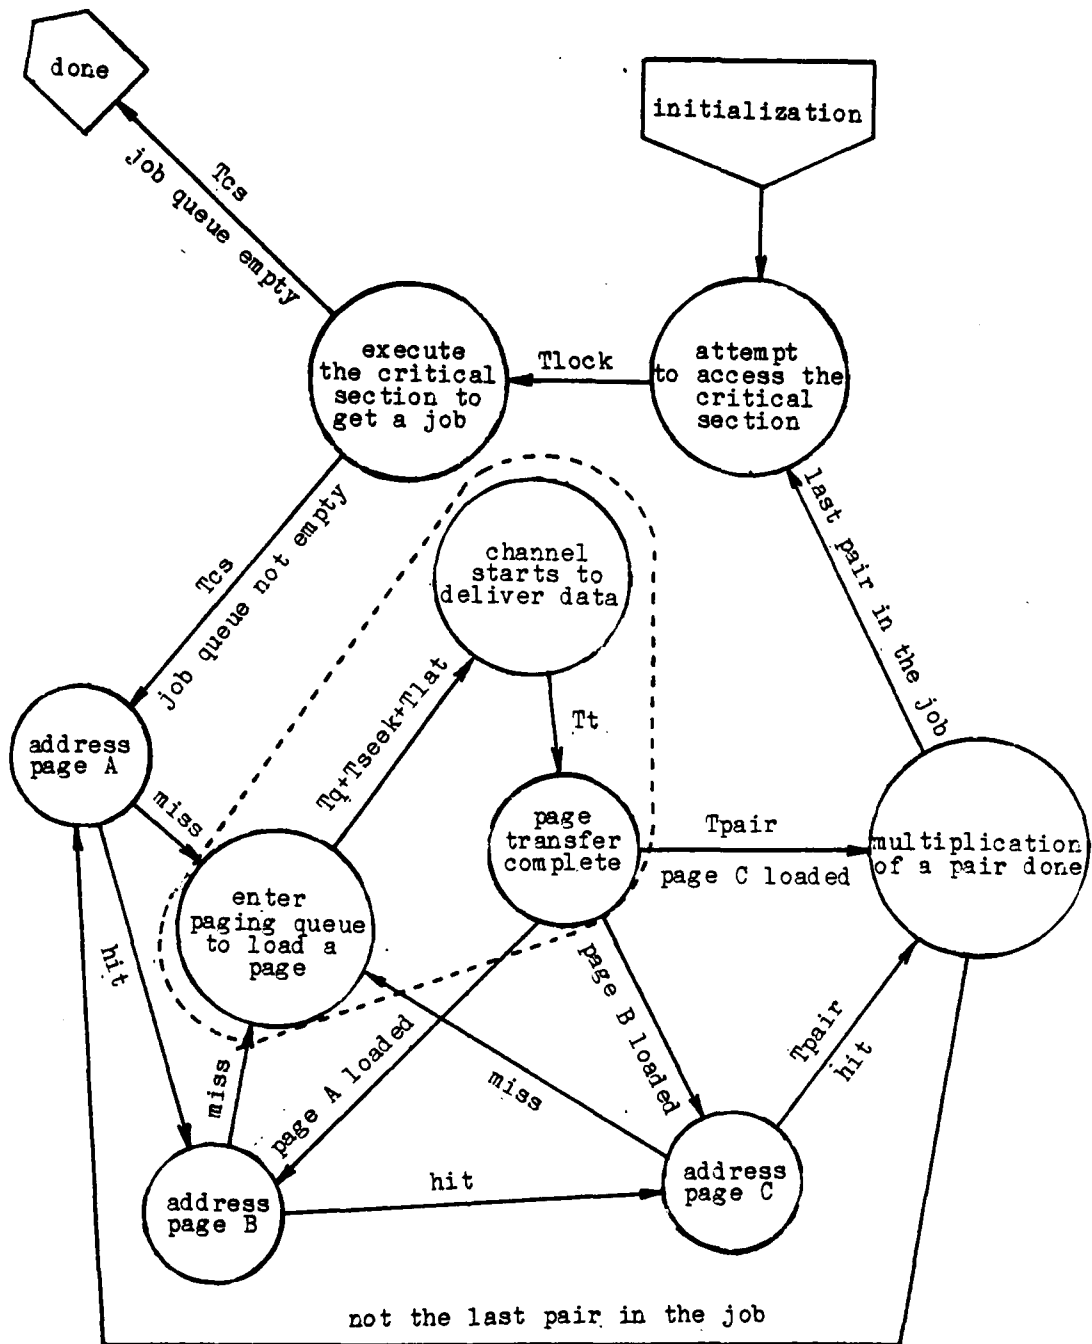 done
initialization
Tcs
job queue empty
execute
the critical
section to
get a job
Tlock
attempt
to access the
critical
section
Tcs
job queue not empty
last pair in the job
channel
starts to
deliver data
Tq+Tseek+Tlat
Tt
address
page A
miss
page
transfer
complete
Tpair
page C loaded
multiplication
of a pair done
enter
paging queue
to load a
page
hit
miss
page A loaded
page B loaded
miss
Tpair
hit
address
page B
hit
address
page C
not the last pair in the job